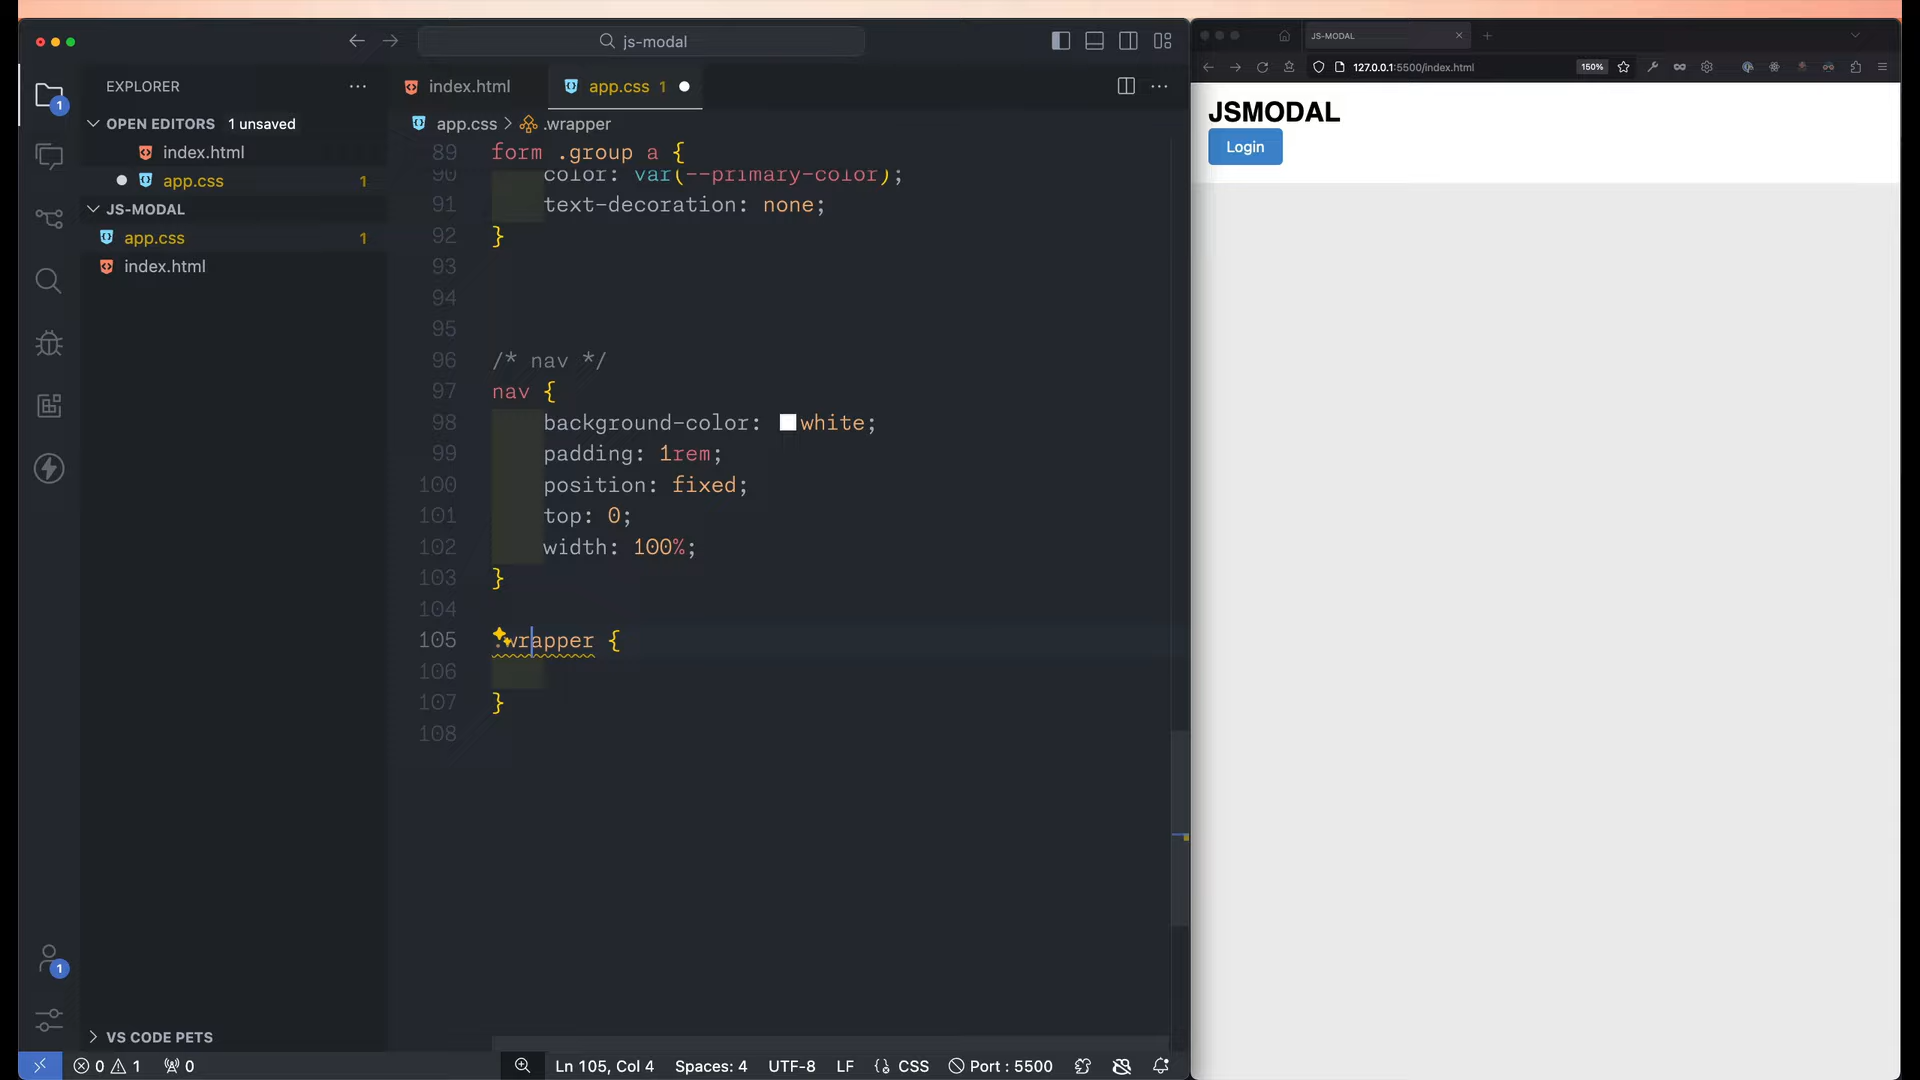 js-modal
EXPLORER
OPEN EDITORS 1 unsaved
index.html
app.css 1
JS-MODAL
app.css 1
index.html
VS CODE PETS
1
1
index.html
app.css 1
app.css > .wrapper
89 form .group a {
90 color: var(--primary-color);
91 text-decoration: none;
92 }
93
94
95
96 /* nav */
97 nav {
98 background-color: white;
99 padding: 1rem;
100 position: fixed;
101 top: 0;
102 width: 100%;
103 }
104
105 .wrapper {
106
107 }
108
0 1 0
Ln 105, Col 4 Spaces: 4 UTF-8 LF {} CSS Port : 5500
JS-MODAL
127.0.0.1:5500/index.html 150%
JSMODAL
Login